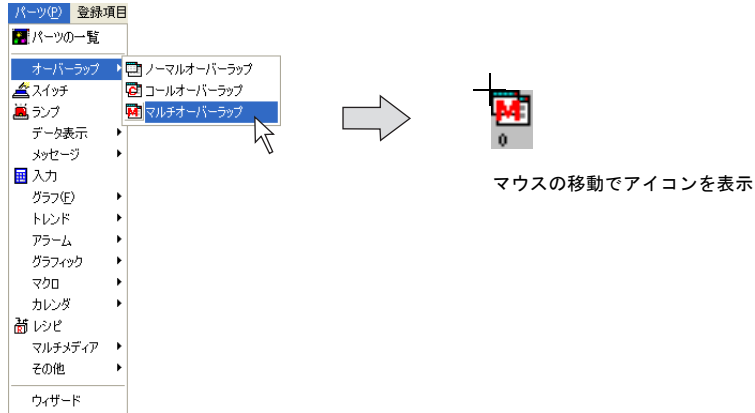 パーツ(P) 登録項目
パーツの一覧
オーバーラップ
ノーマルオーバーラップ
スイッチ
コールオーバーラップ
ランプ
マルチオーバーラップ
データ表示
メッセージ
入力
グラフ(E)
トレンド
アラーム
グラフィック
マクロ
カレンダ
レシピ
マルチメディア
その他
ウィザード
M
0
マウスの移動でアイコンを表示